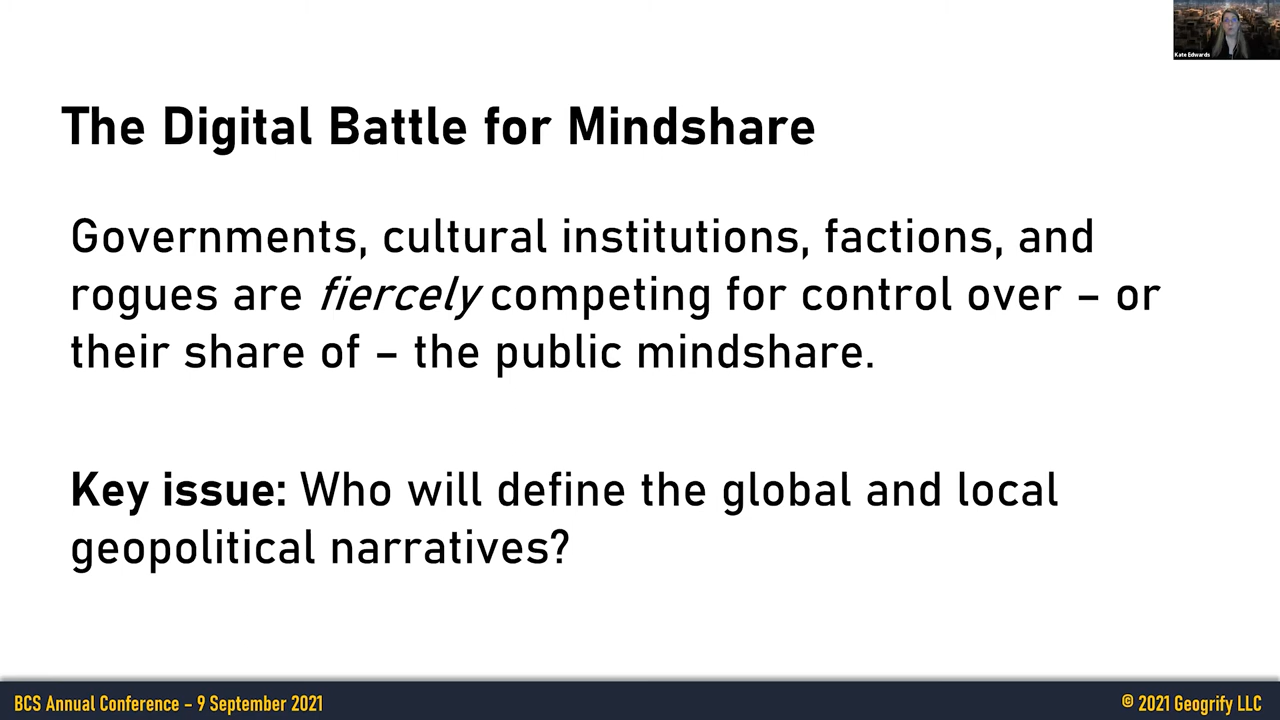 Kate Edwards
The Digital Battle for Mindshare
Governments, cultural institutions, factions, and
rogues are fiercely competing for control over – or
their share of – the public mindshare.
Key issue: Who will define the global and local
geopolitical narratives?
BCS Annual Conference – 9 September 2021
© 2021 Geogrify LLC